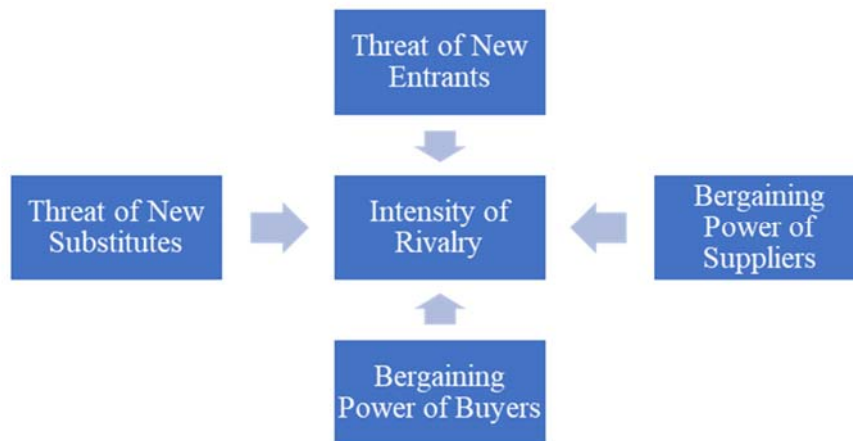 Threat of New
Entrants
Threat of New
Substitutes
Intensity of
Rivalry
Bergaining
Power of
Suppliers
Bergaining
Power of Buyers